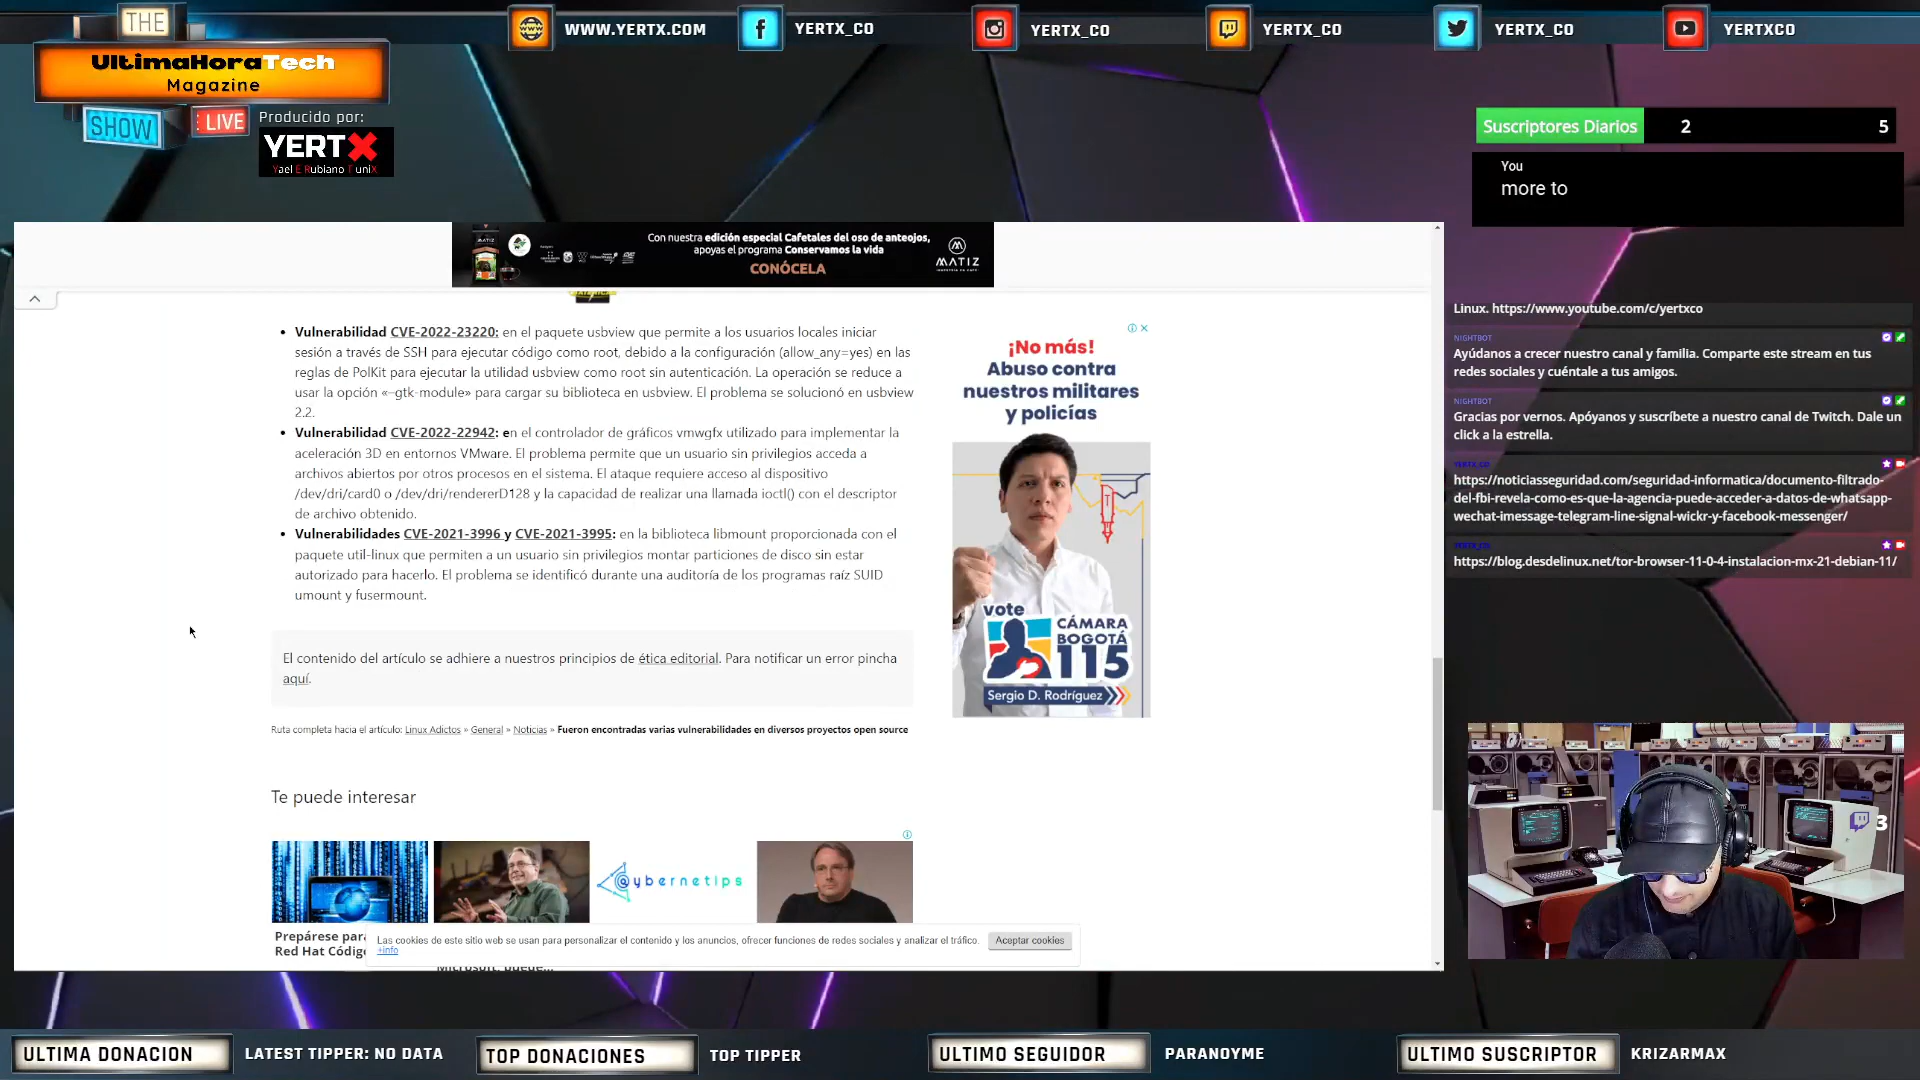 THE
UltimaHoraTech
Magazine
SHOW
LIVE
Producido por:
YERTX
Yael E Rubiano T uniX
WWW.YERTX.COM
YERTX_CO
YERTX_CO
YERTX_CO
YERTX_CO
YERTXCO
Suscriptores Diarios 2 5
You
more to
Con nuestra edición especial Cafetales del oso de anteojos,
apoyas el programa Conservamos la vida
CONÓCELA
MATIZ
• Vulnerabilidad CVE-2022-23220: en el paquete usbview que permite a los usuarios locales iniciar
sesión a través de SSH para ejecutar código como root, debido a la configuración (allow_any=yes) en las
reglas de PolKit para ejecutar la utilidad usbview como root sin autenticación. La operación se reduce a
usar la opción «–gtk-module» para cargar su biblioteca en usbview. El problema se solucionó en usbview
2.2.
• Vulnerabilidad CVE-2022-22942: en el controlador de gráficos vmwgfx utilizado para implementar la
aceleración 3D en entornos VMware. El problema permite que un usuario sin privilegios acceda a
archivos abiertos por otros procesos en el sistema. El ataque requiere acceso al dispositivo
/dev/dri/card0 o /dev/dri/rendererD128 y la capacidad de realizar una llamada ioctl() con el descriptor
de archivo obtenido.
• Vulnerabilidades CVE-2021-3996 y CVE-2021-3995: en la biblioteca libmount proporcionada con el
paquete util-linux que permiten a un usuario sin privilegios montar particiones de disco sin estar
autorizado para hacerlo. El problema se identificó durante una auditoría de los programas raíz SUID
umount y fusermount.
El contenido del artículo se adhiere a nuestros principios de ética editorial. Para notificar un error pincha
aquí.
Ruta completa hacia el artículo: Linux Adictos » General » Noticias » Fueron encontradas varias vulnerabilidades en diversos proyectos open source
Te puede interesar
@ybernetips
Prepárese para
Red Hat Códig
Microsoft, puede...
Las cookies de este sitio web se usan para personalizar el contenido y los anuncios, ofrecer funciones de redes sociales y analizar el tráfico.
+info
Aceptar cookies
¡No más!
Abuso contra
nuestros militares
y policías
vote
CÁMARA
BOGOTÁ
115
Sergio D. Rodríguez
Linux. https://www.youtube.com/c/yertxco
NIGHTBOT
Ayúdanos a crecer nuestro canal y familia. Comparte este stream en tus
redes sociales y cuéntale a tus amigos.
NIGHTBOT
Gracias por vernos. Apóyanos y suscríbete a nuestro canal de Twitch. Dale un
click a la estrella.
YERTX_CO
https://noticiasseguridad.com/seguridad-informatica/documento-filtrado-
del-fbi-revela-como-es-que-la-agencia-puede-acceder-a-datos-de-whatsapp-
wechat-imessage-telegram-line-signal-wickr-y-facebook-messenger/
YERTX_CO
https://blog.desdelinux.net/tor-browser-11-0-4-instalacion-mx-21-debian-11/
3
ULTIMA DONACION
LATEST TIPPER: NO DATA
TOP DONACIONES
TOP TIPPER
ULTIMO SEGUIDOR
PARANOYME
ULTIMO SUSCRIPTOR
KRIZARMAX